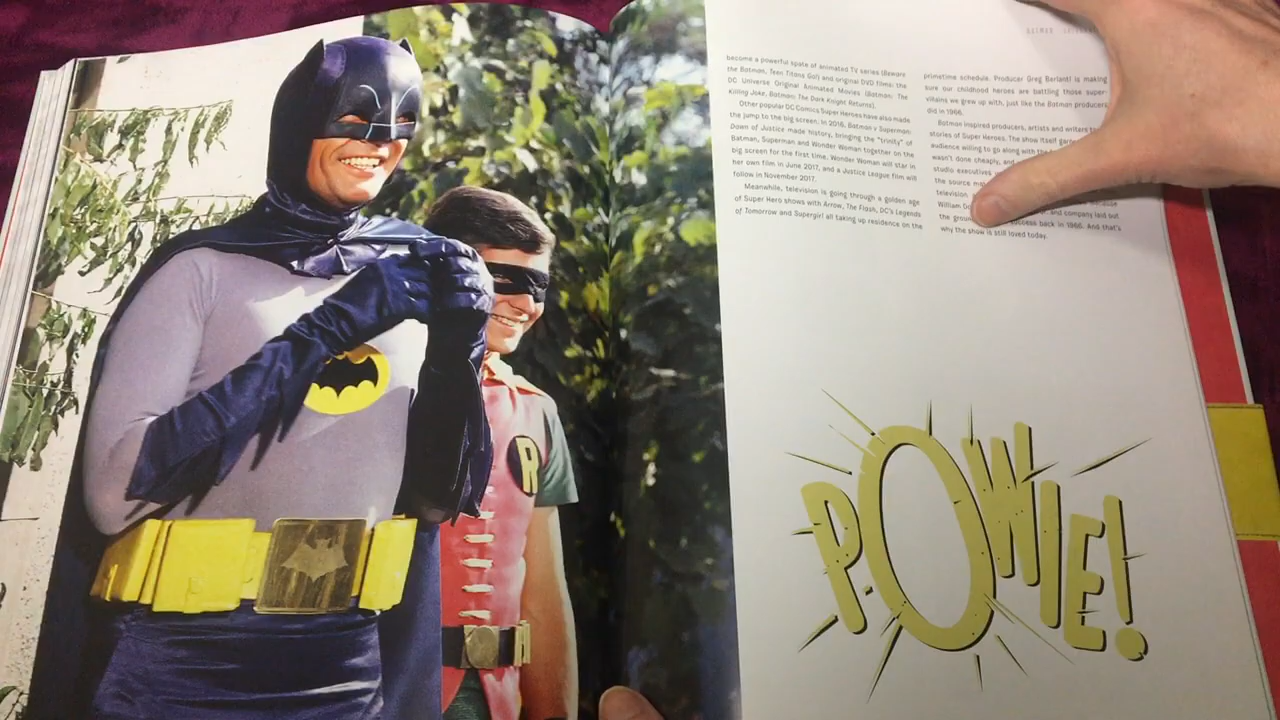 BATMAN
become a powerful spate of animated TV series (Beware
the Batman, Teen Titans Go!) and original DVD films: the
DC Universe Original Animated Movies (Batman: The
Killing Joke, Batman: The Dark Knight Returns).
Other popular DC Comics Super Heroes have also made
the jump to the big screen. In 2016, Batman v Superman:
Dawn of Justice made history, bringing the "trinity" of
Batman, Superman and Wonder Woman together on the
big screen for the first time. Wonder Woman will star in
her own film in June 2017, and a Justice League film will
follow in November 2017.
Meanwhile, television is going through a golden age
of Super Hero shows with Arrow, The Flash, DC's Legends
of Tomorrow and Supergirl all taking up residence on the
primetime schedule. Producer Greg Berlanti is making
sure our childhood heroes are battling those super-
villains we grew up with, just like the Batman producers
did in 1966.
Batman inspired producers, artists and writers
stories of Super Heroes. The show itself
audience willing to go along with the
wasn't done cheaply, and
studio executives
the source
television
William
the and company laid out
success back in 1966. And that's
why the show is still loved today.
POWIE!
R